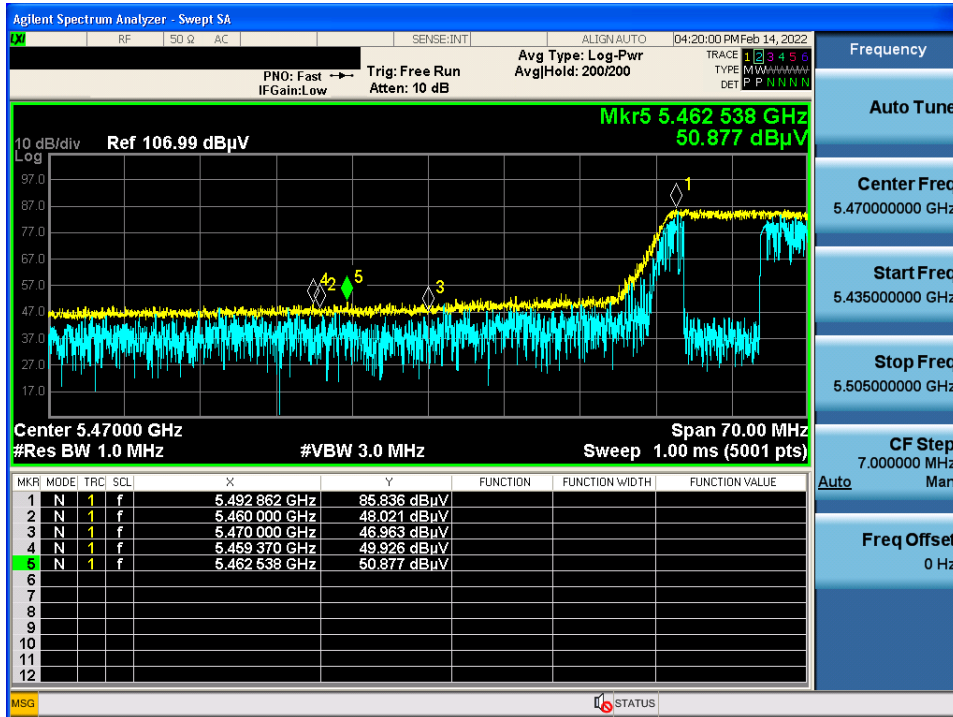 Agilent Spectrum Analyzer - Swept SA
LXI RF 50 Ω AC SENSE:INT ALIGN AUTO 04:20:00 PM Feb 14, 2022
PNO: Fast Trig: Free Run Avg Type: Log-Pwr TRACE 1 2 3 4 5 6
IFGain:Low Atten: 10 dB Avg|Hold: 200/200 TYPE M W W W W W
DET P P N N N N
Mkr5 5.462 538 GHz
50.877 dBµV
10 dB/div Ref 106.99 dBµV
Log
97.0
87.0
77.0
67.0
57.0
47.0
37.0
27.0
17.0
1
4 2 5
3
Center 5.47000 GHz Span 70.00 MHz
#Res BW 1.0 MHz #VBW 3.0 MHz Sweep 1.00 ms (5001 pts)
MKR MODE TRC SCL X Y FUNCTION FUNCTION WIDTH FUNCTION VALUE
1 N 1 f 5.492 862 GHz 85.836 dBµV
2 N 1 f 5.460 000 GHz 48.021 dBµV
3 N 1 f 5.470 000 GHz 46.963 dBµV
4 N 1 f 5.459 370 GHz 49.926 dBµV
5 N 1 f 5.462 538 GHz 50.877 dBµV
6
7
8
9
10
11
12
MSG STATUS
Frequency
Auto Tune
Center Freq
5.470000000 GHz
Start Freq
5.435000000 GHz
Stop Freq
5.505000000 GHz
CF Step
7.000000 MHz
Auto Man
Freq Offset
0 Hz